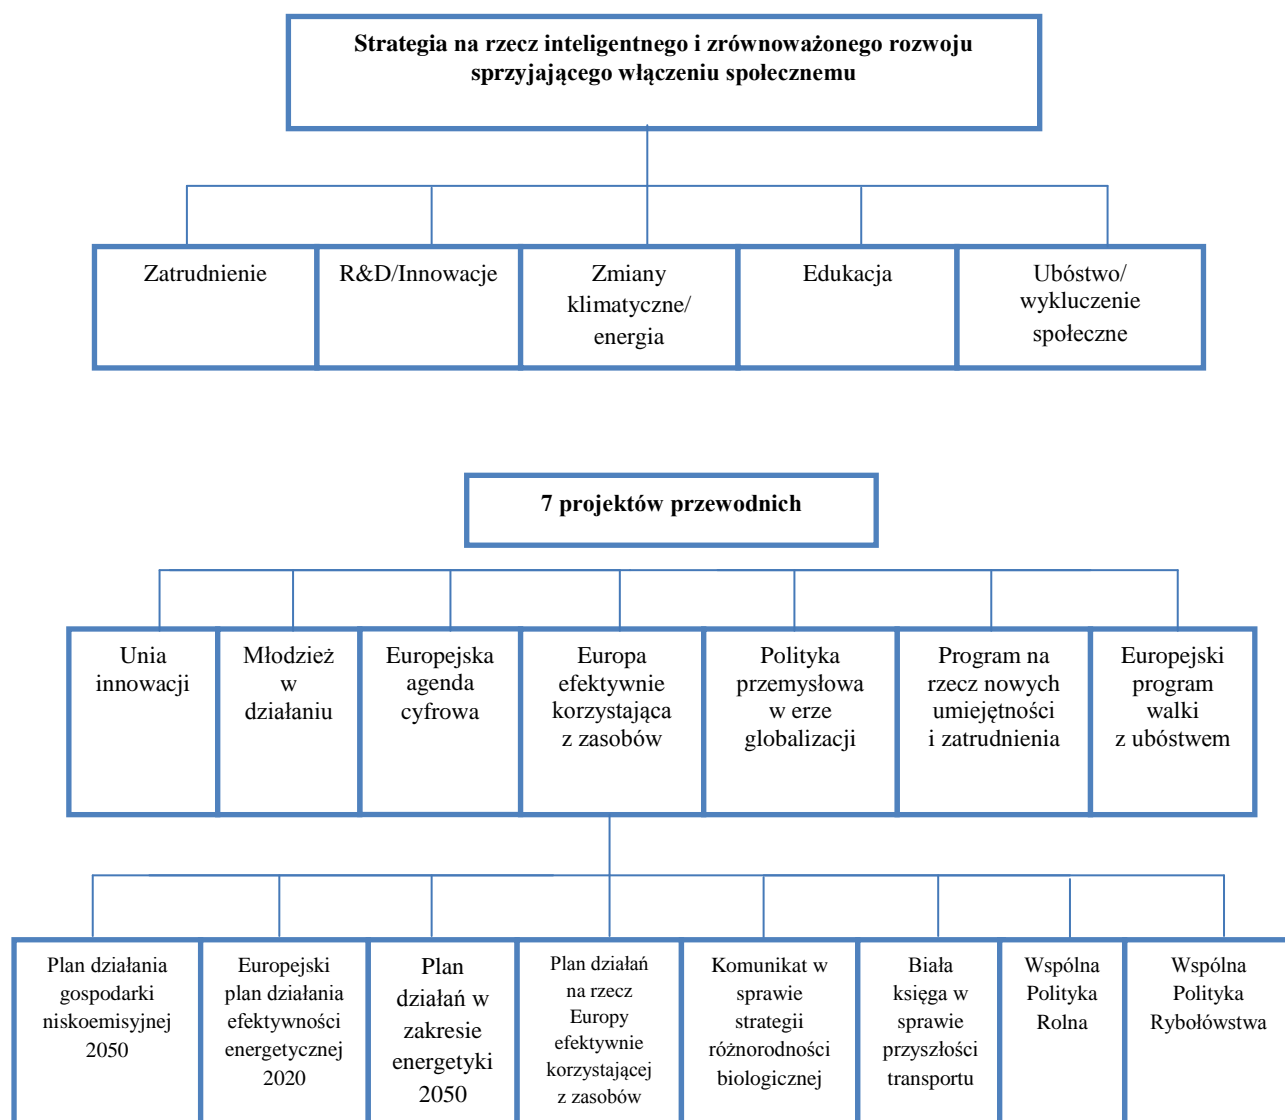 Strategia na rzecz inteligentnego i zrównoważonego rozwoju
sprzyjającego włączeniu społecznemu
Zatrudnienie
R&D/Innowacje
Zmiany
klimatyczne/
energia
Edukacja
Ubóstwo/
wykluczenie
społeczne
7 projektów przewodnich
Unia
innowacji
Młodzież
w
działaniu
Europejska
agenda
cyfrowa
Europa
efektywnie
korzystająca
z zasobów
Polityka
przemysłowa
w erze
globalizacji
Program na
rzecz nowych
umiejętności
i zatrudnienia
Europejski
program
walki
z ubóstwem
Plan działania
gospodarki
niskoemisyjnej
2050
Europejski
plan działania
efektywności
energetycznej
2020
Plan
działań w
zakresie
energetyki
2050
Plan działań
na rzecz
Europy
efektywnie
korzystającej
z zasobów
Komunikat w
sprawie
strategii
różnorodności
biologicznej
Biała
księga w
sprawie
przyszłości
transportu
Wspólna
Polityka
Rolna
Wspólna
Polityka
Rybołówstwa